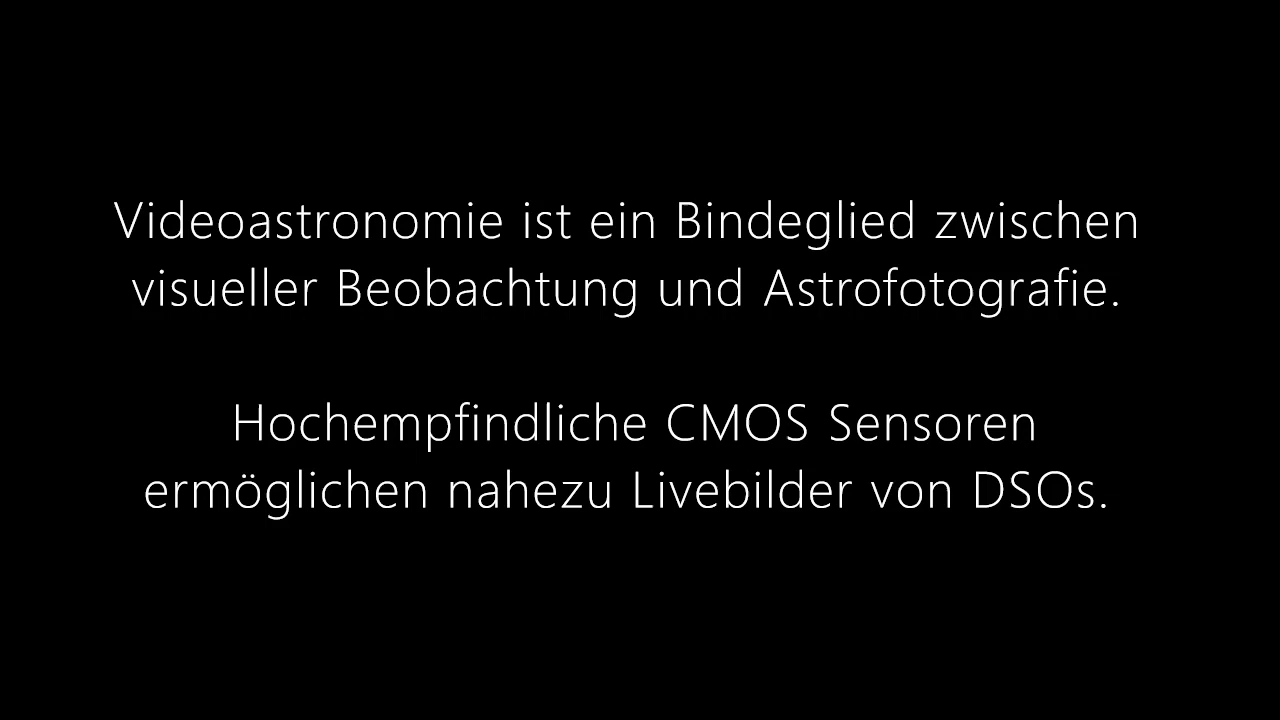 Videoastronomie ist ein Bindeglied zwischen
visueller Beobachtung und Astrofotografie.
Hochempfindliche CMOS Sensoren
ermöglichen nahezu Livebilder von DSOs.